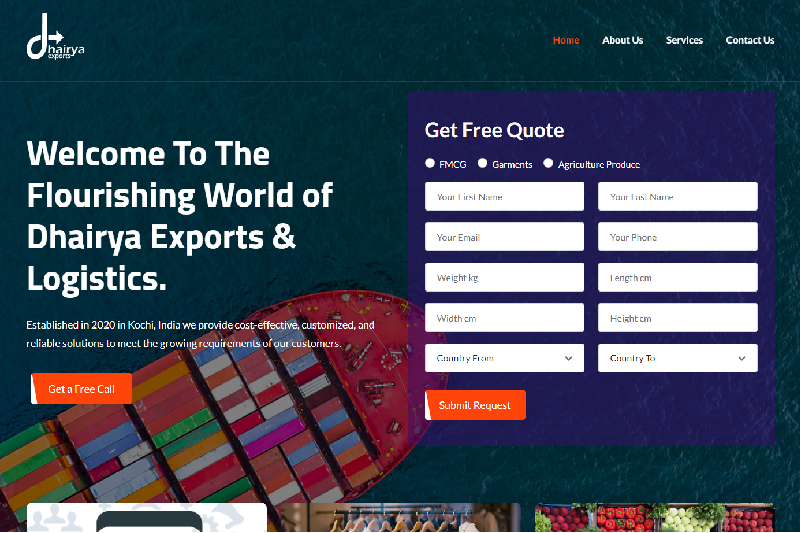 dhairya
exports
Home About Us Services Contact Us
Welcome To The
Flourishing World of
Dhairya Exports &
Logistics.
Established in 2020 in Kochi, India we provide cost-effective, customized, and
reliable solutions to meet the growing requirements of our customers.
Get a Free Call
Get Free Quote
FMCG Garments Agriculture Produce
Your First Name Your Last Name
Your Email Your Phone
Weight kg Length cm
Width cm Height cm
Country From Country To
Submit Request